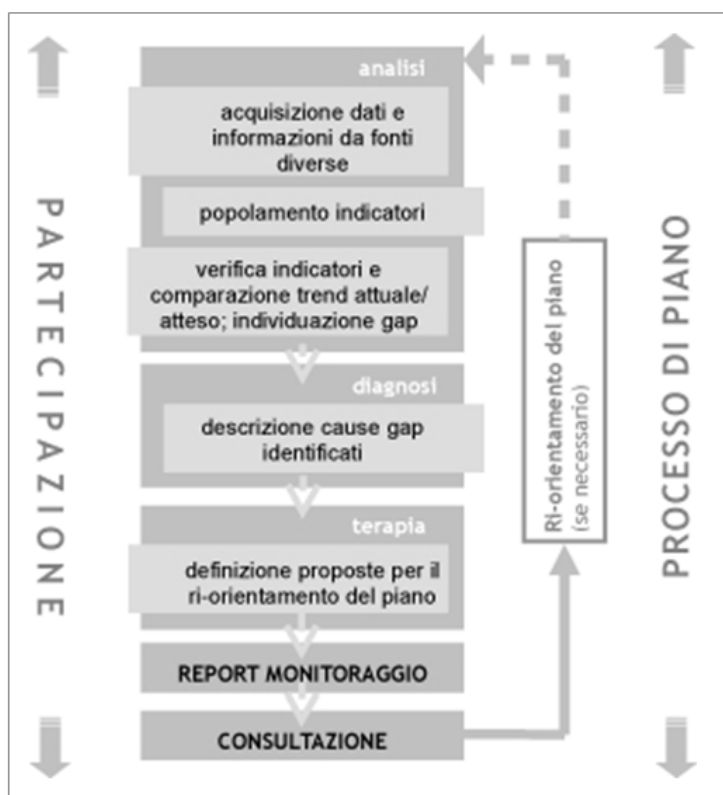 PARTECIPAZIONE
analisi
acquisizione dati e
informazioni da fonti
diverse
popolamento indicatori
verifica indicatori e
comparazione trend attuale/
atteso; individuazione gap
diagnosi
descrizione cause gap
identificati
terapia
definizione proposte per il
ri-orientamento del piano
REPORT MONITORAGGIO
CONSULTAZIONE
Ri-orientamento del piano
(se necessario)
PROCESSO DI PIANO